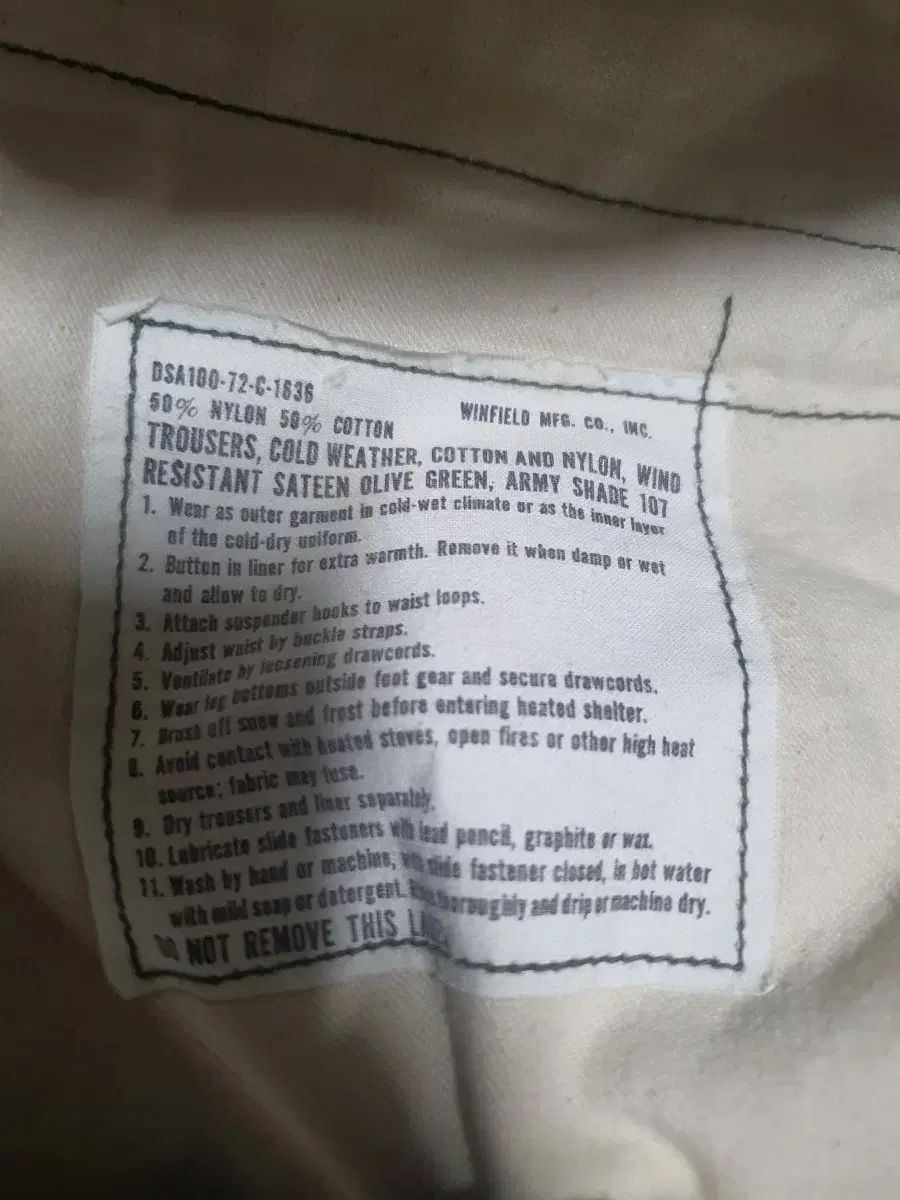 DSA100-72-C-1636
50% NYLON 50% COTTON
WINFIELD MFG. CO., INC.
TROUSERS, COLD WEATHER, COTTON AND NYLON, WIND
RESISTANT SATEEN OLIVE GREEN, ARMY SHADE 107
1. Wear as outer garment in cold-wet climate or as the inner layer
of the cold-dry uniform.
2. Button in liner for extra warmth. Remove it when damp or wet
and allow to dry.
3. Attach suspender hooks to waist loops.
4. Adjust waist by buckle straps.
5. Ventilate by loosening drawcords.
6. Wear leg bottoms outside foot gear and secure drawcords.
7. Brush off snow and frost before entering heated shelter.
8. Avoid contact with heated stoves, open fires or other high heat
source; fabric may fuse.
9. Dry trousers and liner separately.
10. Lubricate slide fasteners with lead pencil, graphite or wax.
11. Wash by hand or machine, with slide fastener closed, in hot water
with mild soap or detergent. thoroughly and drip or machine dry.
DO NOT REMOVE THIS